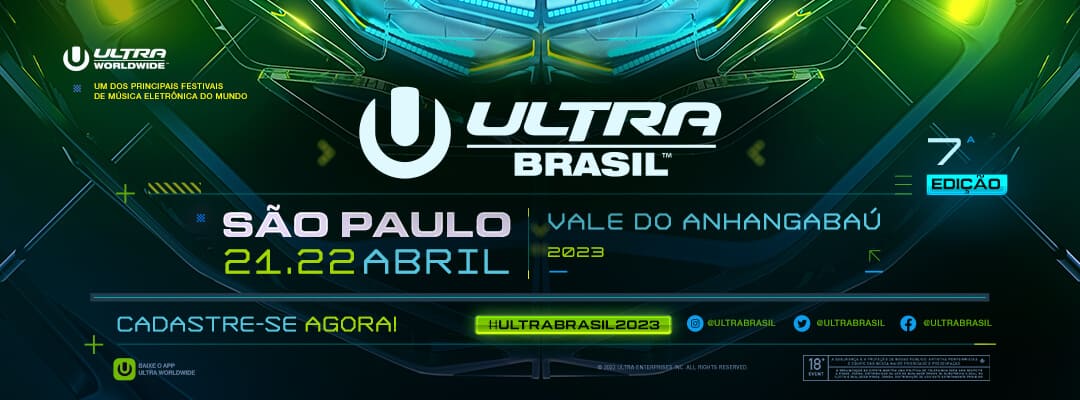 ULTRA
WORLDWIDE™
UM DOS PRINCIPAIS FESTIVAIS
DE MÚSICA ELETRÔNICA DO MUNDO
ULTRA
BRASIL™
7ª
EDIÇÃO
SÃO PAULO
21.22 ABRIL
VALE DO ANHANGABAÚ
2023
CADASTRE-SE AGORA!
#ULTRABRASIL2023
@ULTRABRASIL
@ULTRABRASIL
@ULTRABRASIL
BAIXE O APP
ULTRA WORLDWIDE
© 2022 ULTRA ENTERPRISES INC. ALL RIGHTS RESERVED.
18+
EVENT